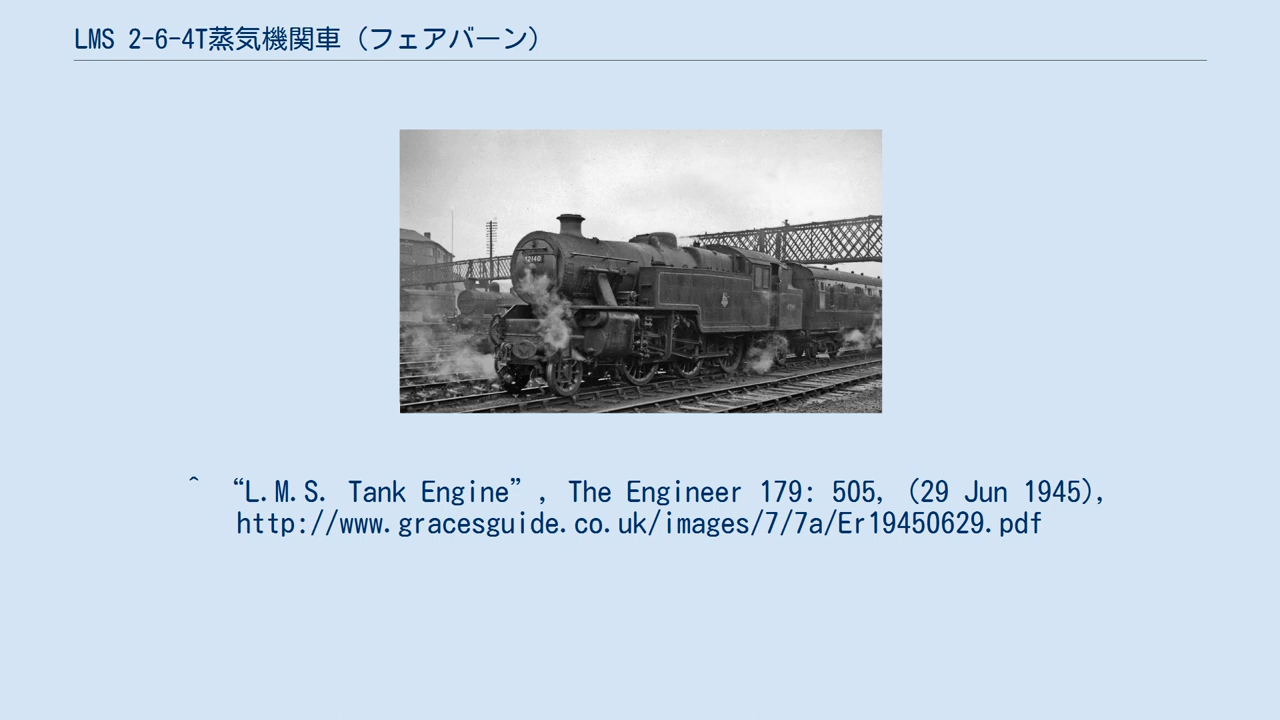 LMS 2-6-4T蒸気機関車（フェアバーン）
^ “L.M.S. Tank Engine”, The Engineer 179: 505, (29 Jun 1945),
http://www.gracesguide.co.uk/images/7/7a/Er19450629.pdf